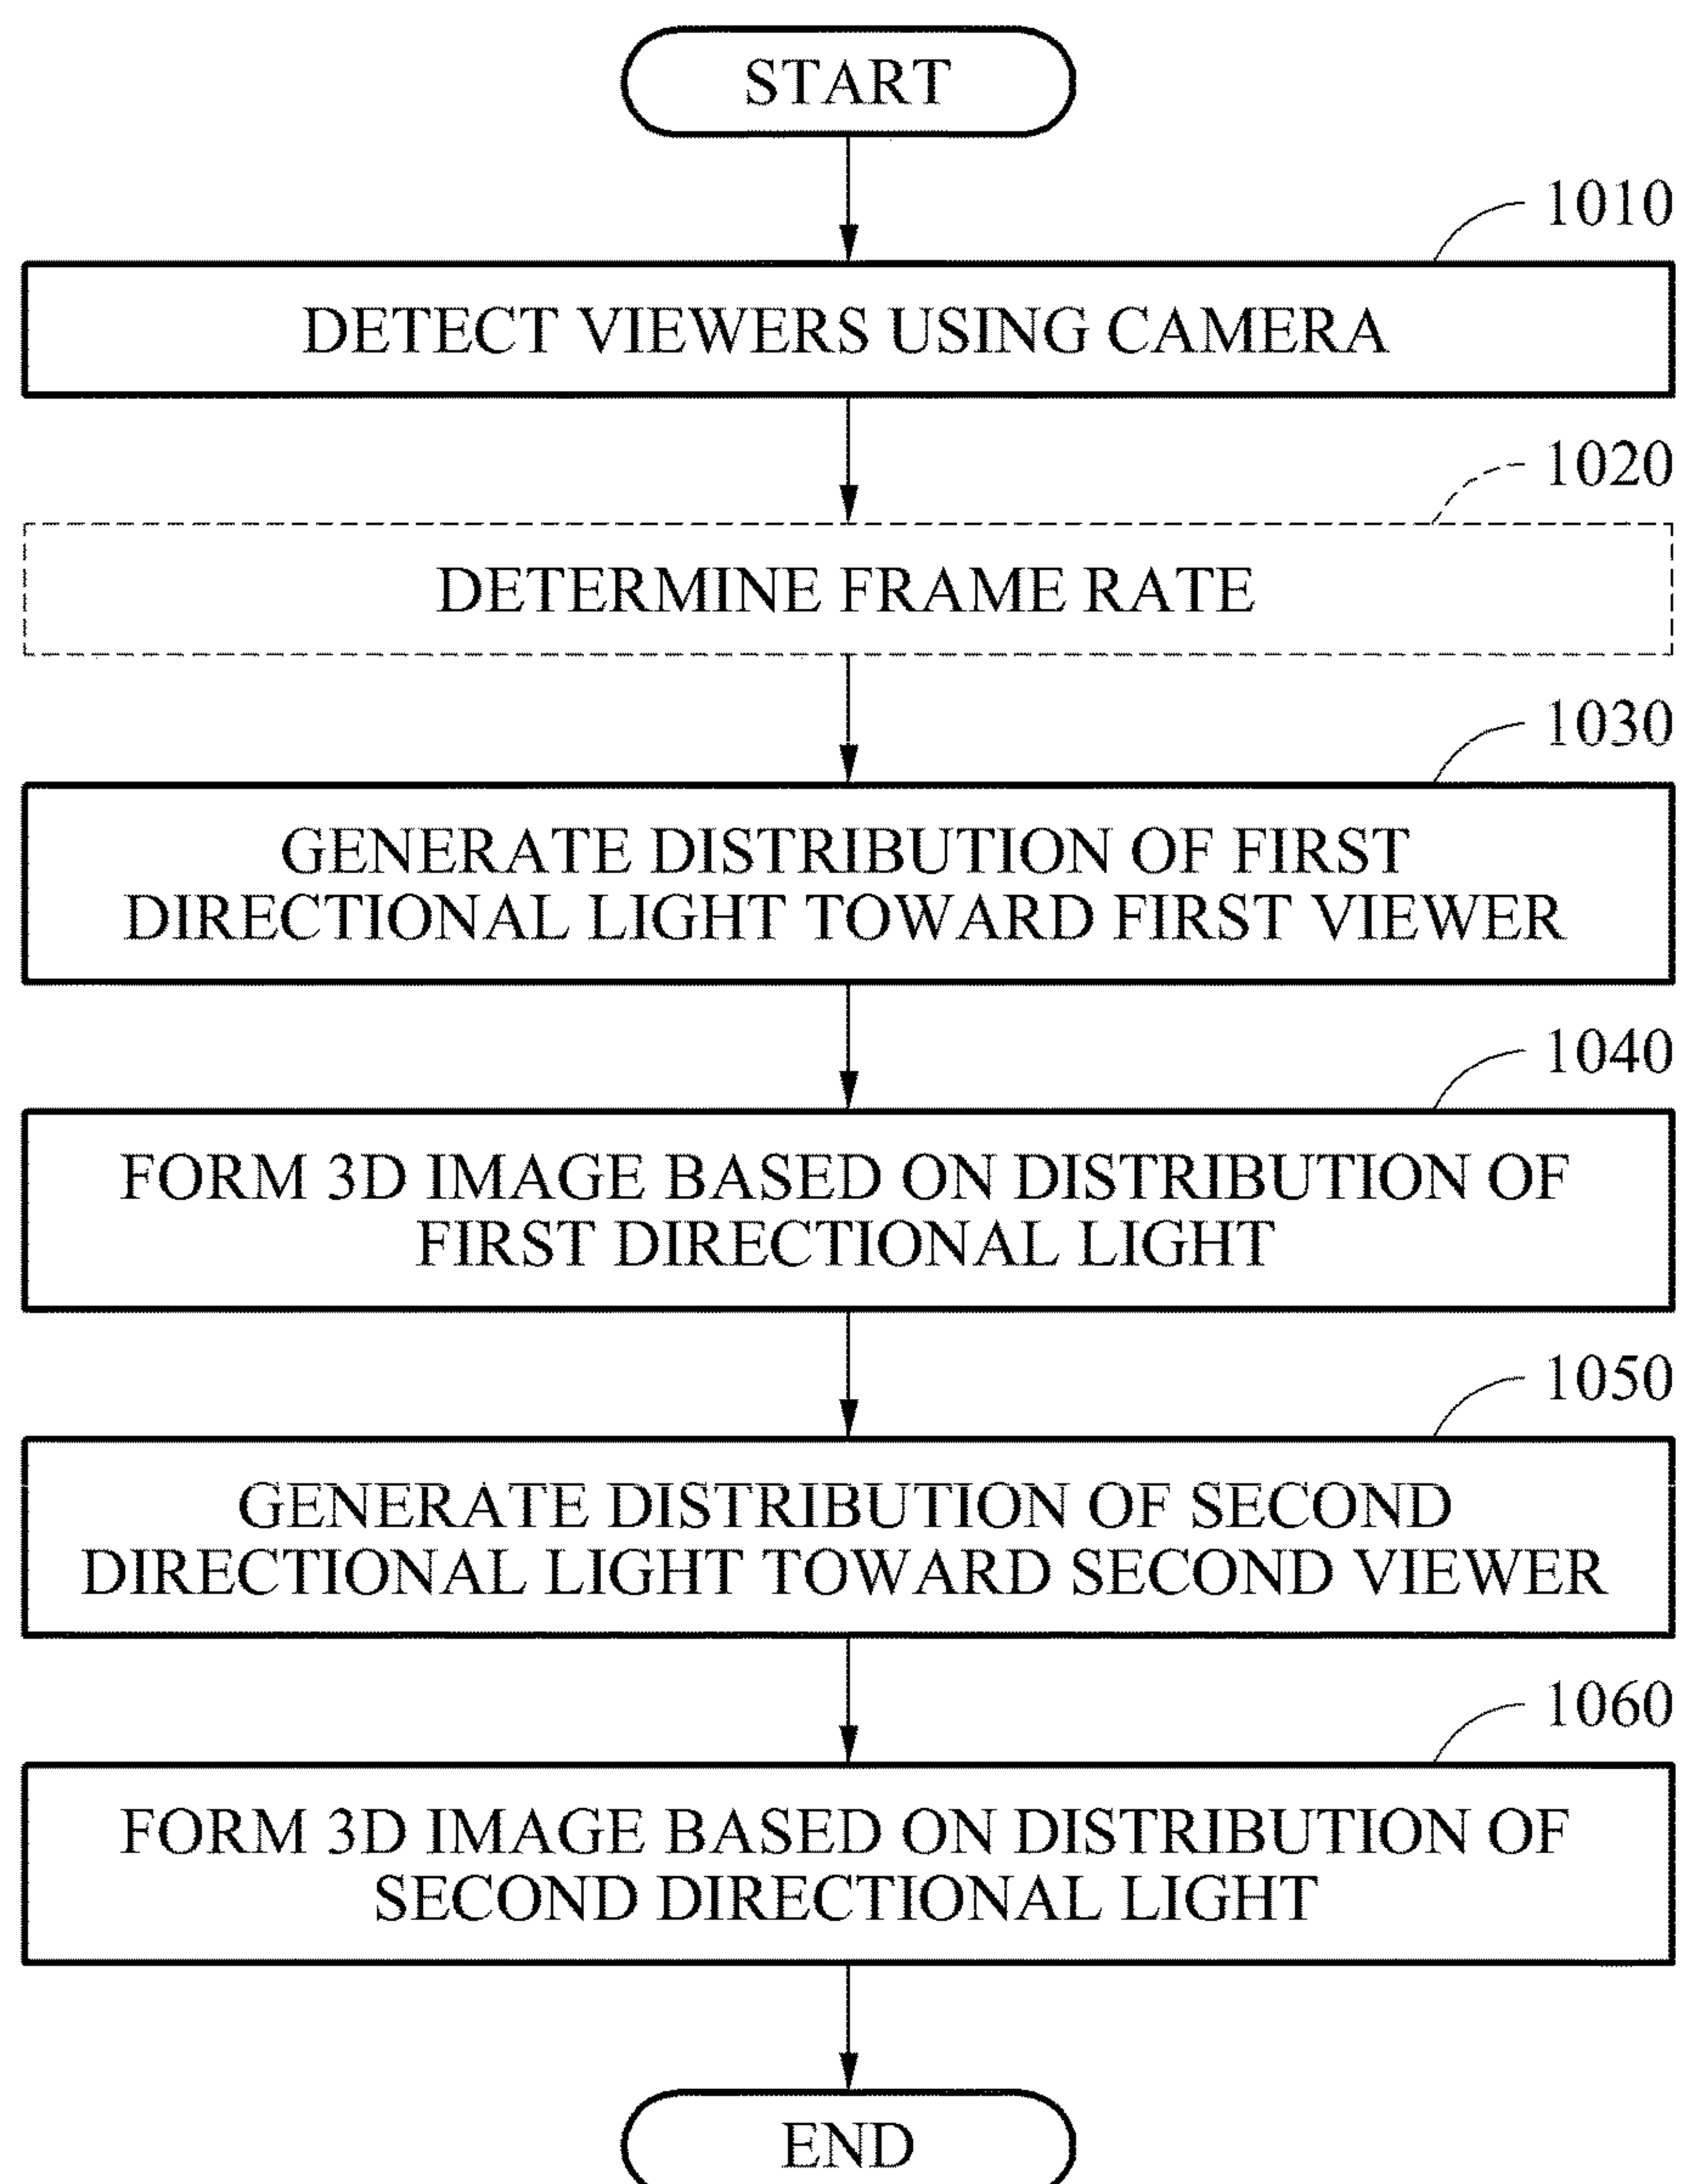 START
1010
DETECT VIEWERS USING CAMERA
1020
DETERMINE FRAME RATE
1030
GENERATE DISTRIBUTION OF FIRST
DIRECTIONAL LIGHT TOWARD FIRST VIEWER
1040
FORM 3D IMAGE BASED ON DISTRIBUTION OF
FIRST DIRECTIONAL LIGHT
1050
GENERATE DISTRIBUTION OF SECOND
DIRECTIONAL LIGHT TOWARD SECOND VIEWER
1060
FORM 3D IMAGE BASED ON DISTRIBUTION OF
SECOND DIRECTIONAL LIGHT
END